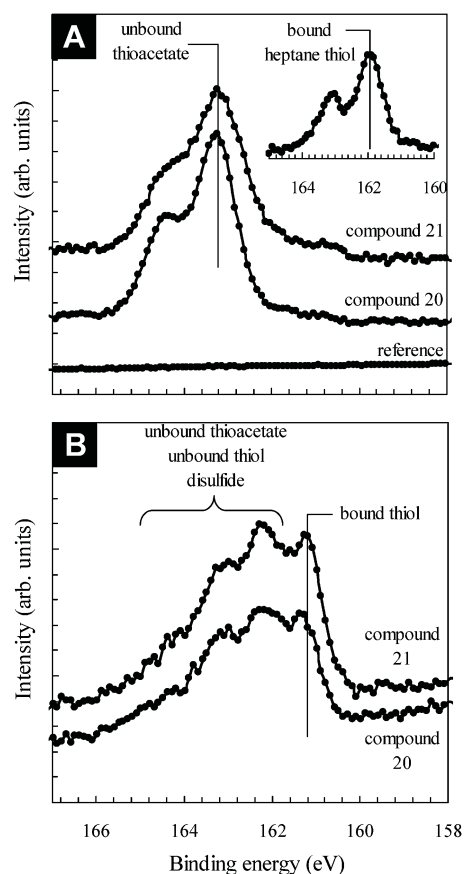 A
unbound
thioacetate
bound
heptane thiol
164 162 160
compound 21
compound 20
reference
Intensity (arb. units)
B
unbound thioacetate
unbound thiol
disulfide
bound thiol
compound
21
compound
20
Intensity (arb. units)
166 164 162 160 158
Binding energy (eV)